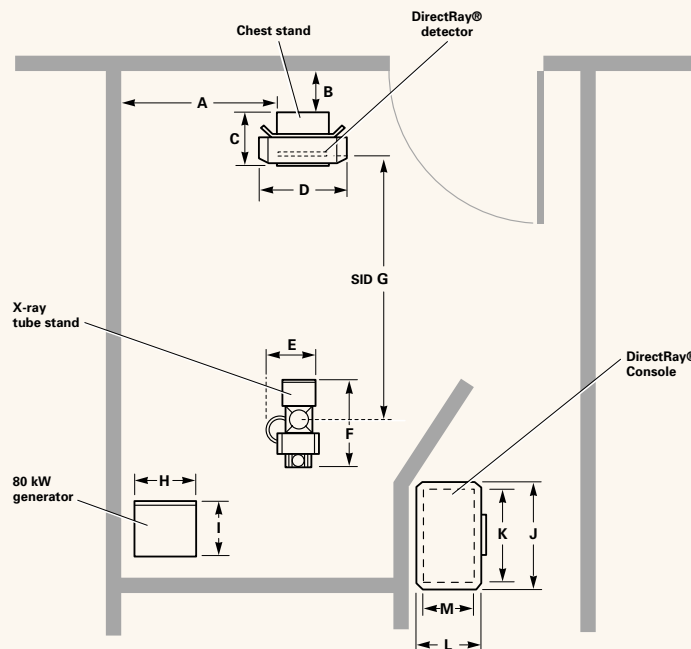 DirectRay®
detector
Chest stand
A
B
C
D
SID G
X-ray
tube stand
E
F
DirectRay®
Console
80 kW
generator
H
I
K
J
M
L